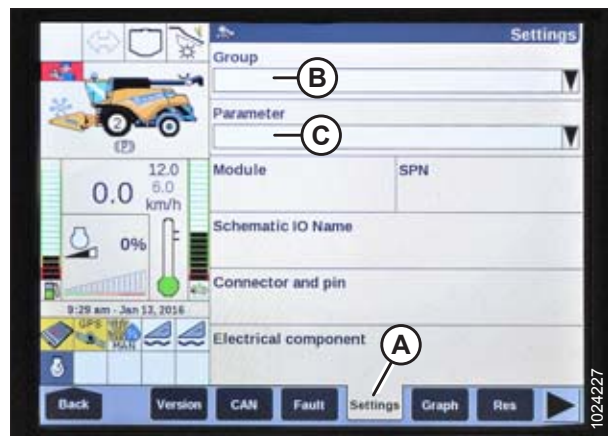 Settings
Group
B
Parameter
C
2
(P)
12.0
6.0
0.0
km/h
Module
SPN
0%
Schematic IO Name
Connector and pin
9:29 am - Jan 13, 2016
GPS
MAN
Electrical component
A
Back
Version
CAN
Fault
Settings
Graph
Res
1024227